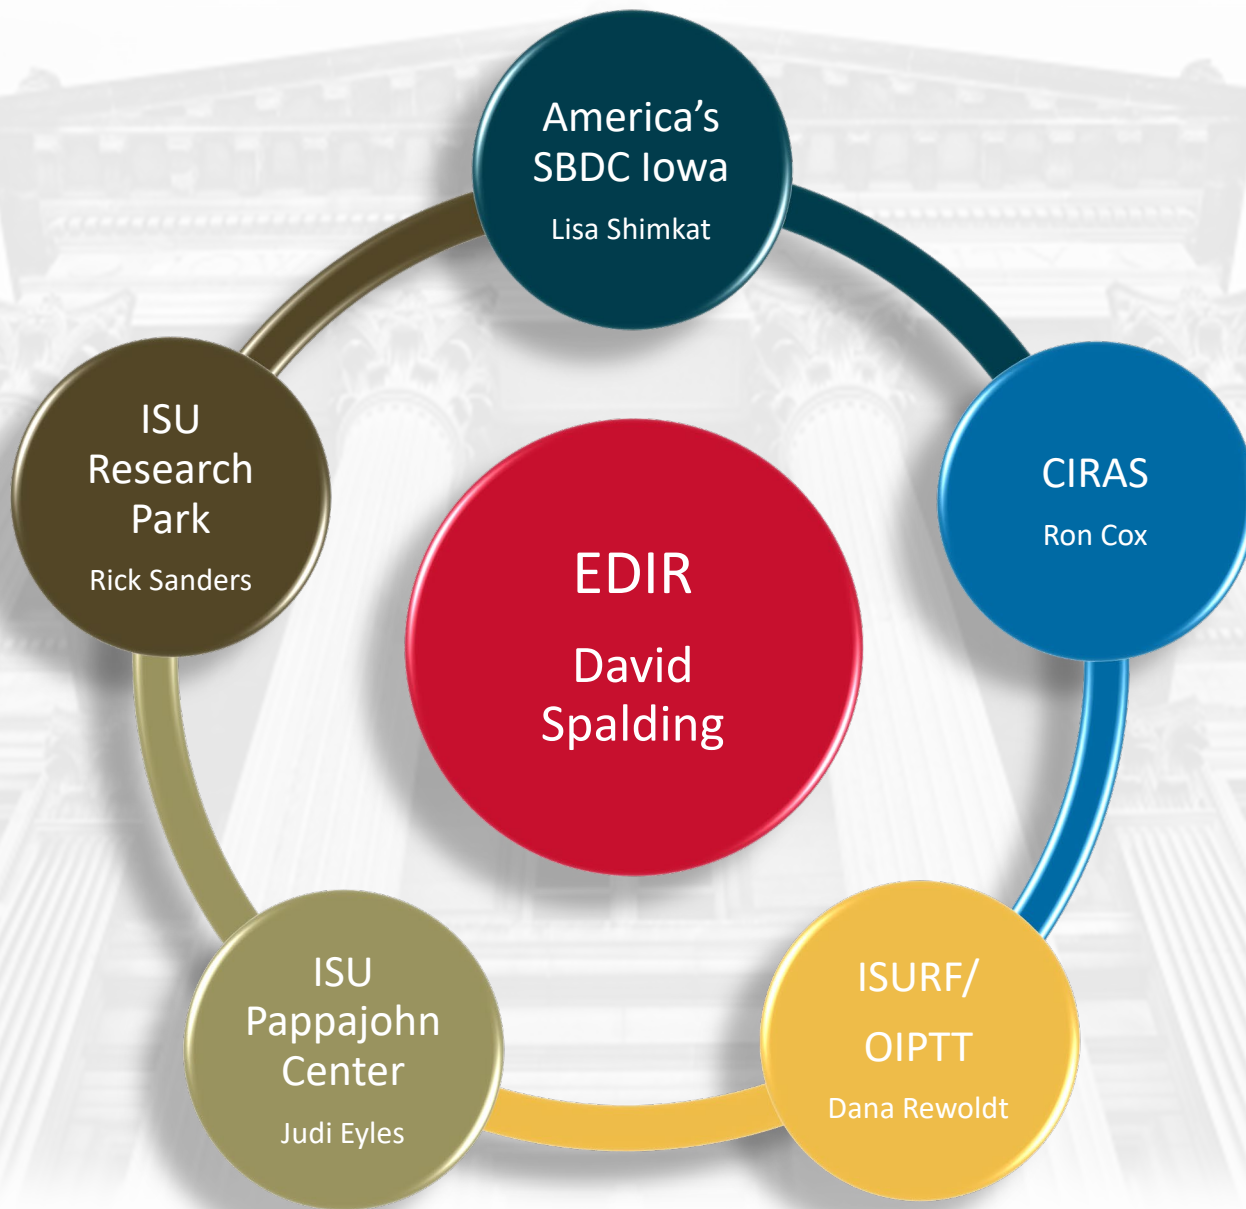 America’s
SBDC Iowa
Lisa Shimkat
CIRAS
Ron Cox
ISURF/
OIPTT
Dana Rewoldt
ISU
Pappajohn
Center
Judi Eyles
ISU
Research
Park
Rick Sanders
EDIR
David
Spalding